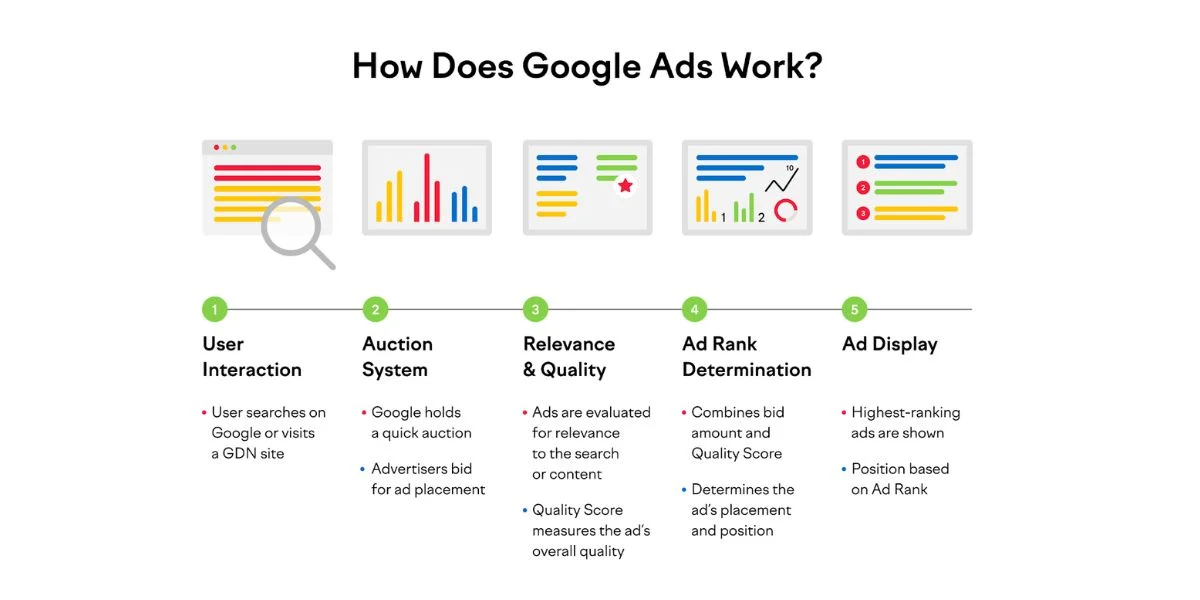 How Does Google Ads Work?
10
1
2
1
2
3
1
User
Interaction
• User searches on
Google or visits
a GDN site
2
Auction
System
• Google holds
a quick auction
• Advertisers bid
for ad placement
3
Relevance
& Quality
• Ads are evaluated
for relevance
to the search
or content
• Quality Score
measures the ad's
overall quality
4
Ad Rank
Determination
• Combines bid
amount and
Quality Score
• Determines the
ad's placement
and position
5
Ad Display
• Highest-ranking
ads are shown
• Position based
on Ad Rank